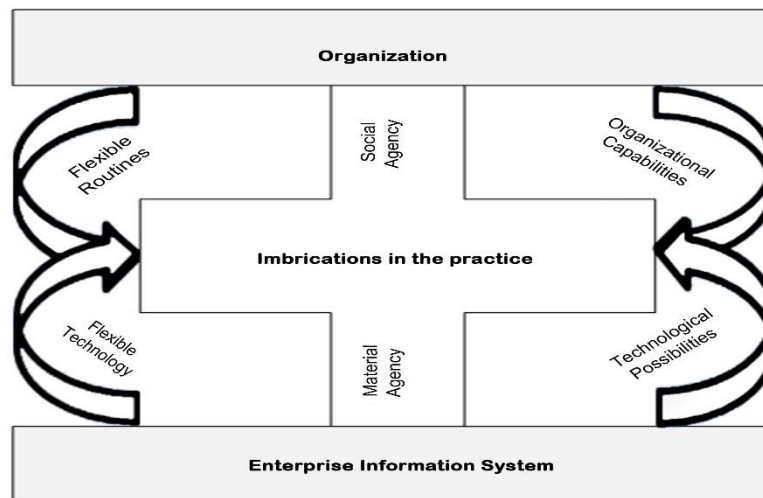 Organization
Social
Agency
Flexible
Routines
Organizational
Capabilities
Imbrications in the practice
Flexible
Technology
Material
Agency
Technological
Possibilities
Enterprise Information System